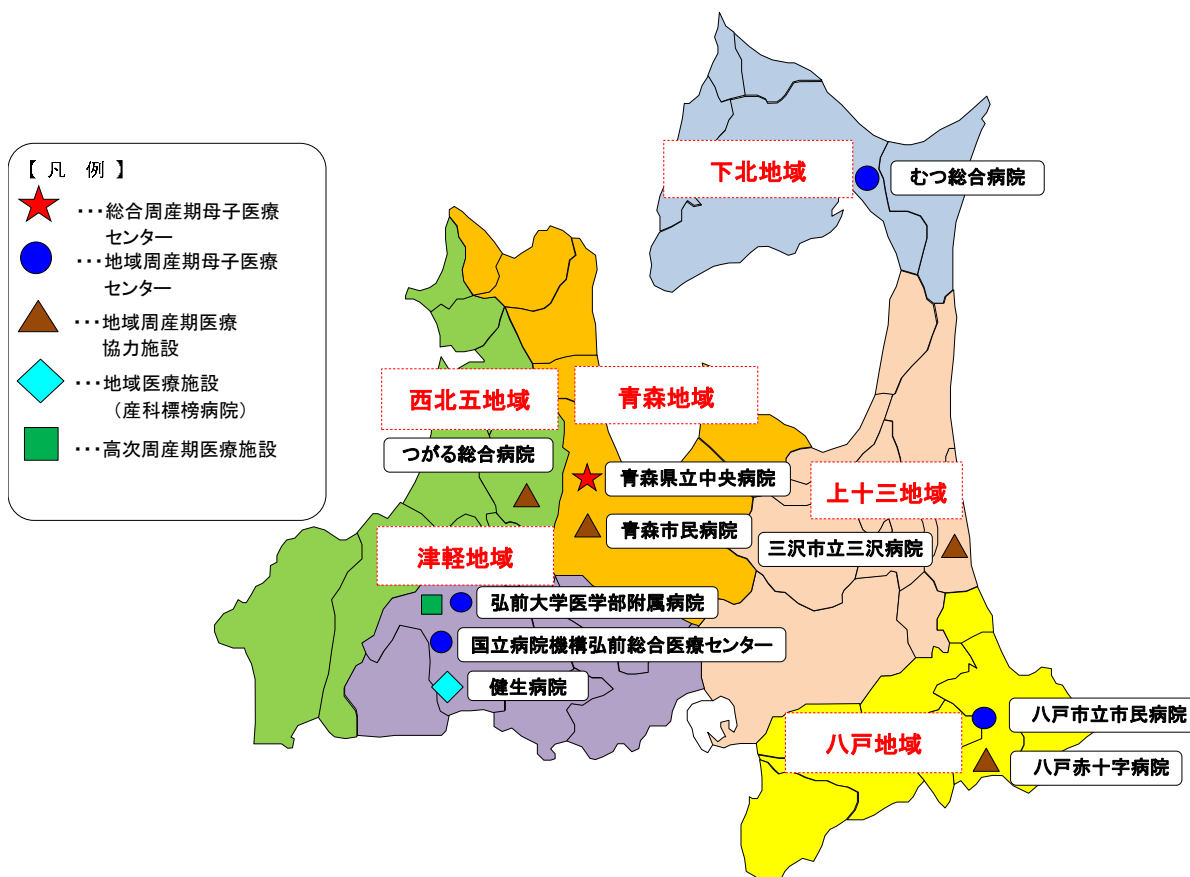 【 凡 例 】
･･･総合周産期母子医療
センター
･･･地域周産期母子医療
センター
･･･地域周産期医療
協力施設
･･･地域医療施設
（産科標榜病院）
･･･高次周産期医療施設
下北地域
むつ総合病院
西北五地域
青森地域
つがる総合病院
青森県立中央病院
上十三地域
青森市民病院
三沢市立三沢病院
津軽地域
弘前大学医学部附属病院
国立病院機構弘前総合医療センター
健生病院
八戸市立市民病院
八戸地域
八戸赤十字病院